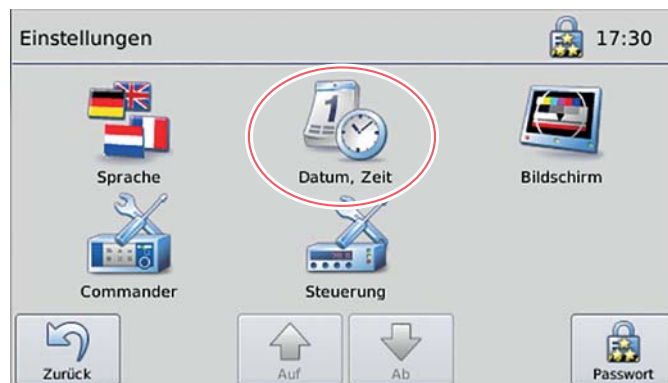 Einstellungen 17:30
Sprache Datum, Zeit Bildschirm
Commander Steuerung
Zurück Auf Ab Passwort